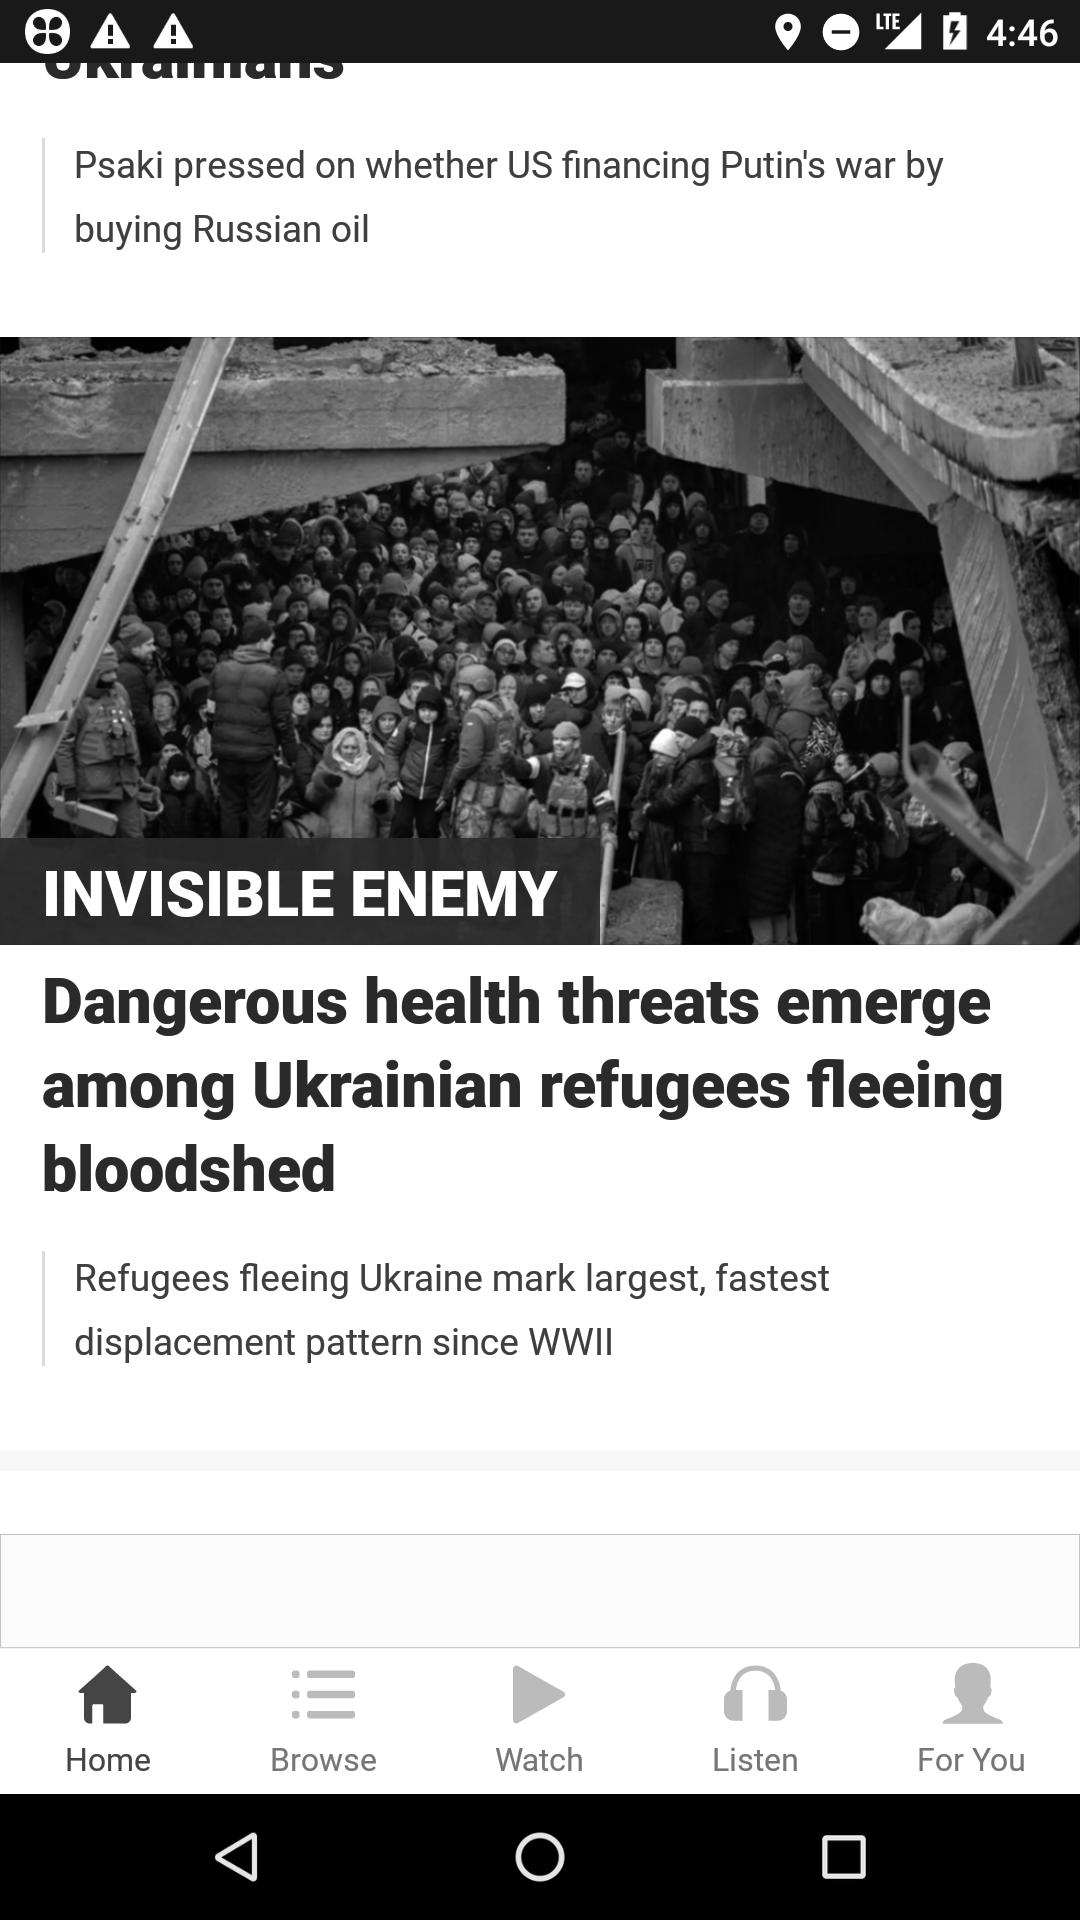 LTE 4:46
Ukrainians
Psaki pressed on whether US financing Putin's war by
buying Russian oil
INVISIBLE ENEMY
Dangerous health threats emerge
among Ukrainian refugees fleeing
bloodshed
Refugees fleeing Ukraine mark largest, fastest
displacement pattern since WWII
Home Browse Watch Listen For You